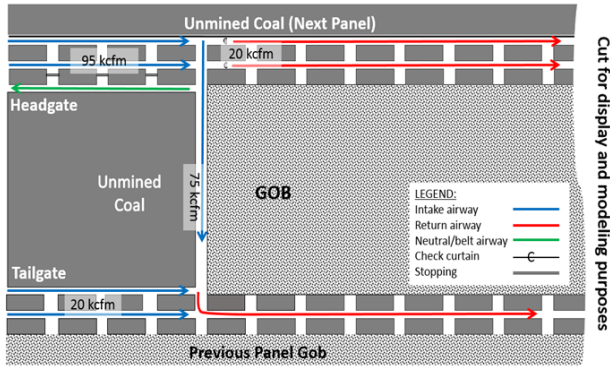 Unmined Coal (Next Panel)
95 kcfm
C
20 kcfm
C
Headgate
Unmined
Coal
75 kcfm
GOB
LEGEND:
Intake airway
Return airway
Neutral/belt airway
Check curtain
C
Stopping
Tailgate
20 kcfm
Previous Panel Gob
Cut for display and modeling purposes